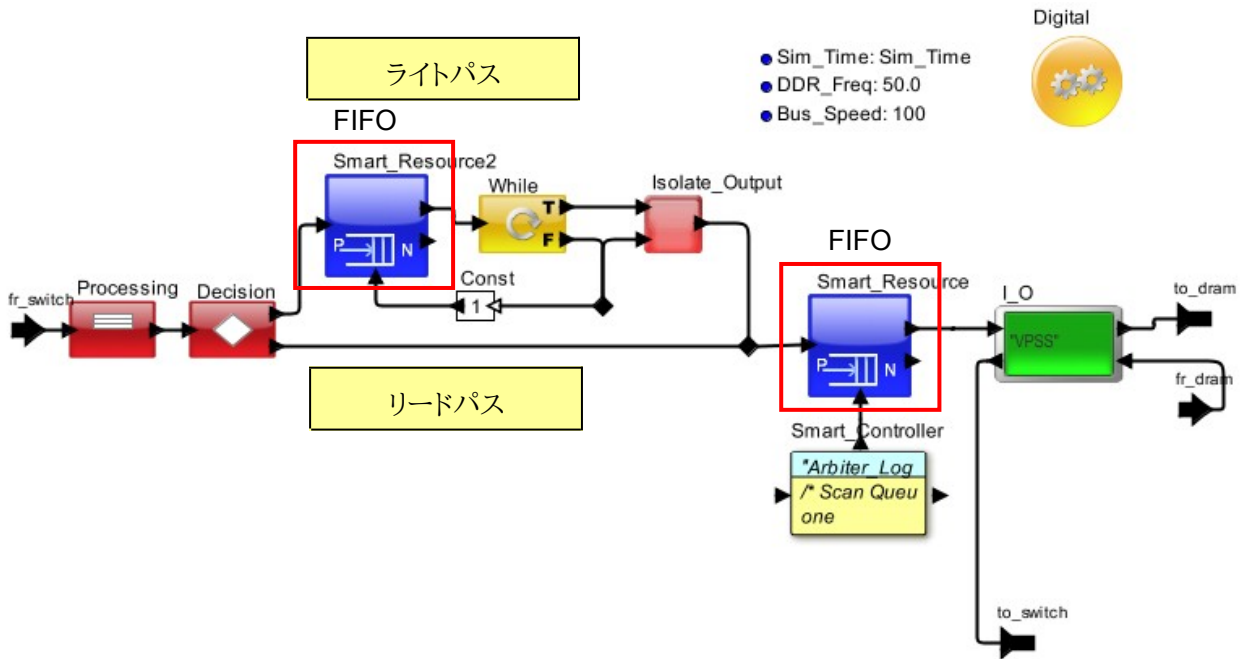 Digital
ライトパス
Sim_Time: Sim_Time
DDR_Freq: 50.0
Bus_Speed: 100
FIFO
Smart_Resource2
While
Isolate_Output
T
F
P
N
FIFO
Processing
Decision
Const
1
Smart_Resource
I_O
to_dram
fr_switch
"VPSS"
P
N
fr_dram
リードパス
Smart_Controller
"Arbiter_Log
/* Scan Queu
one
to_switch